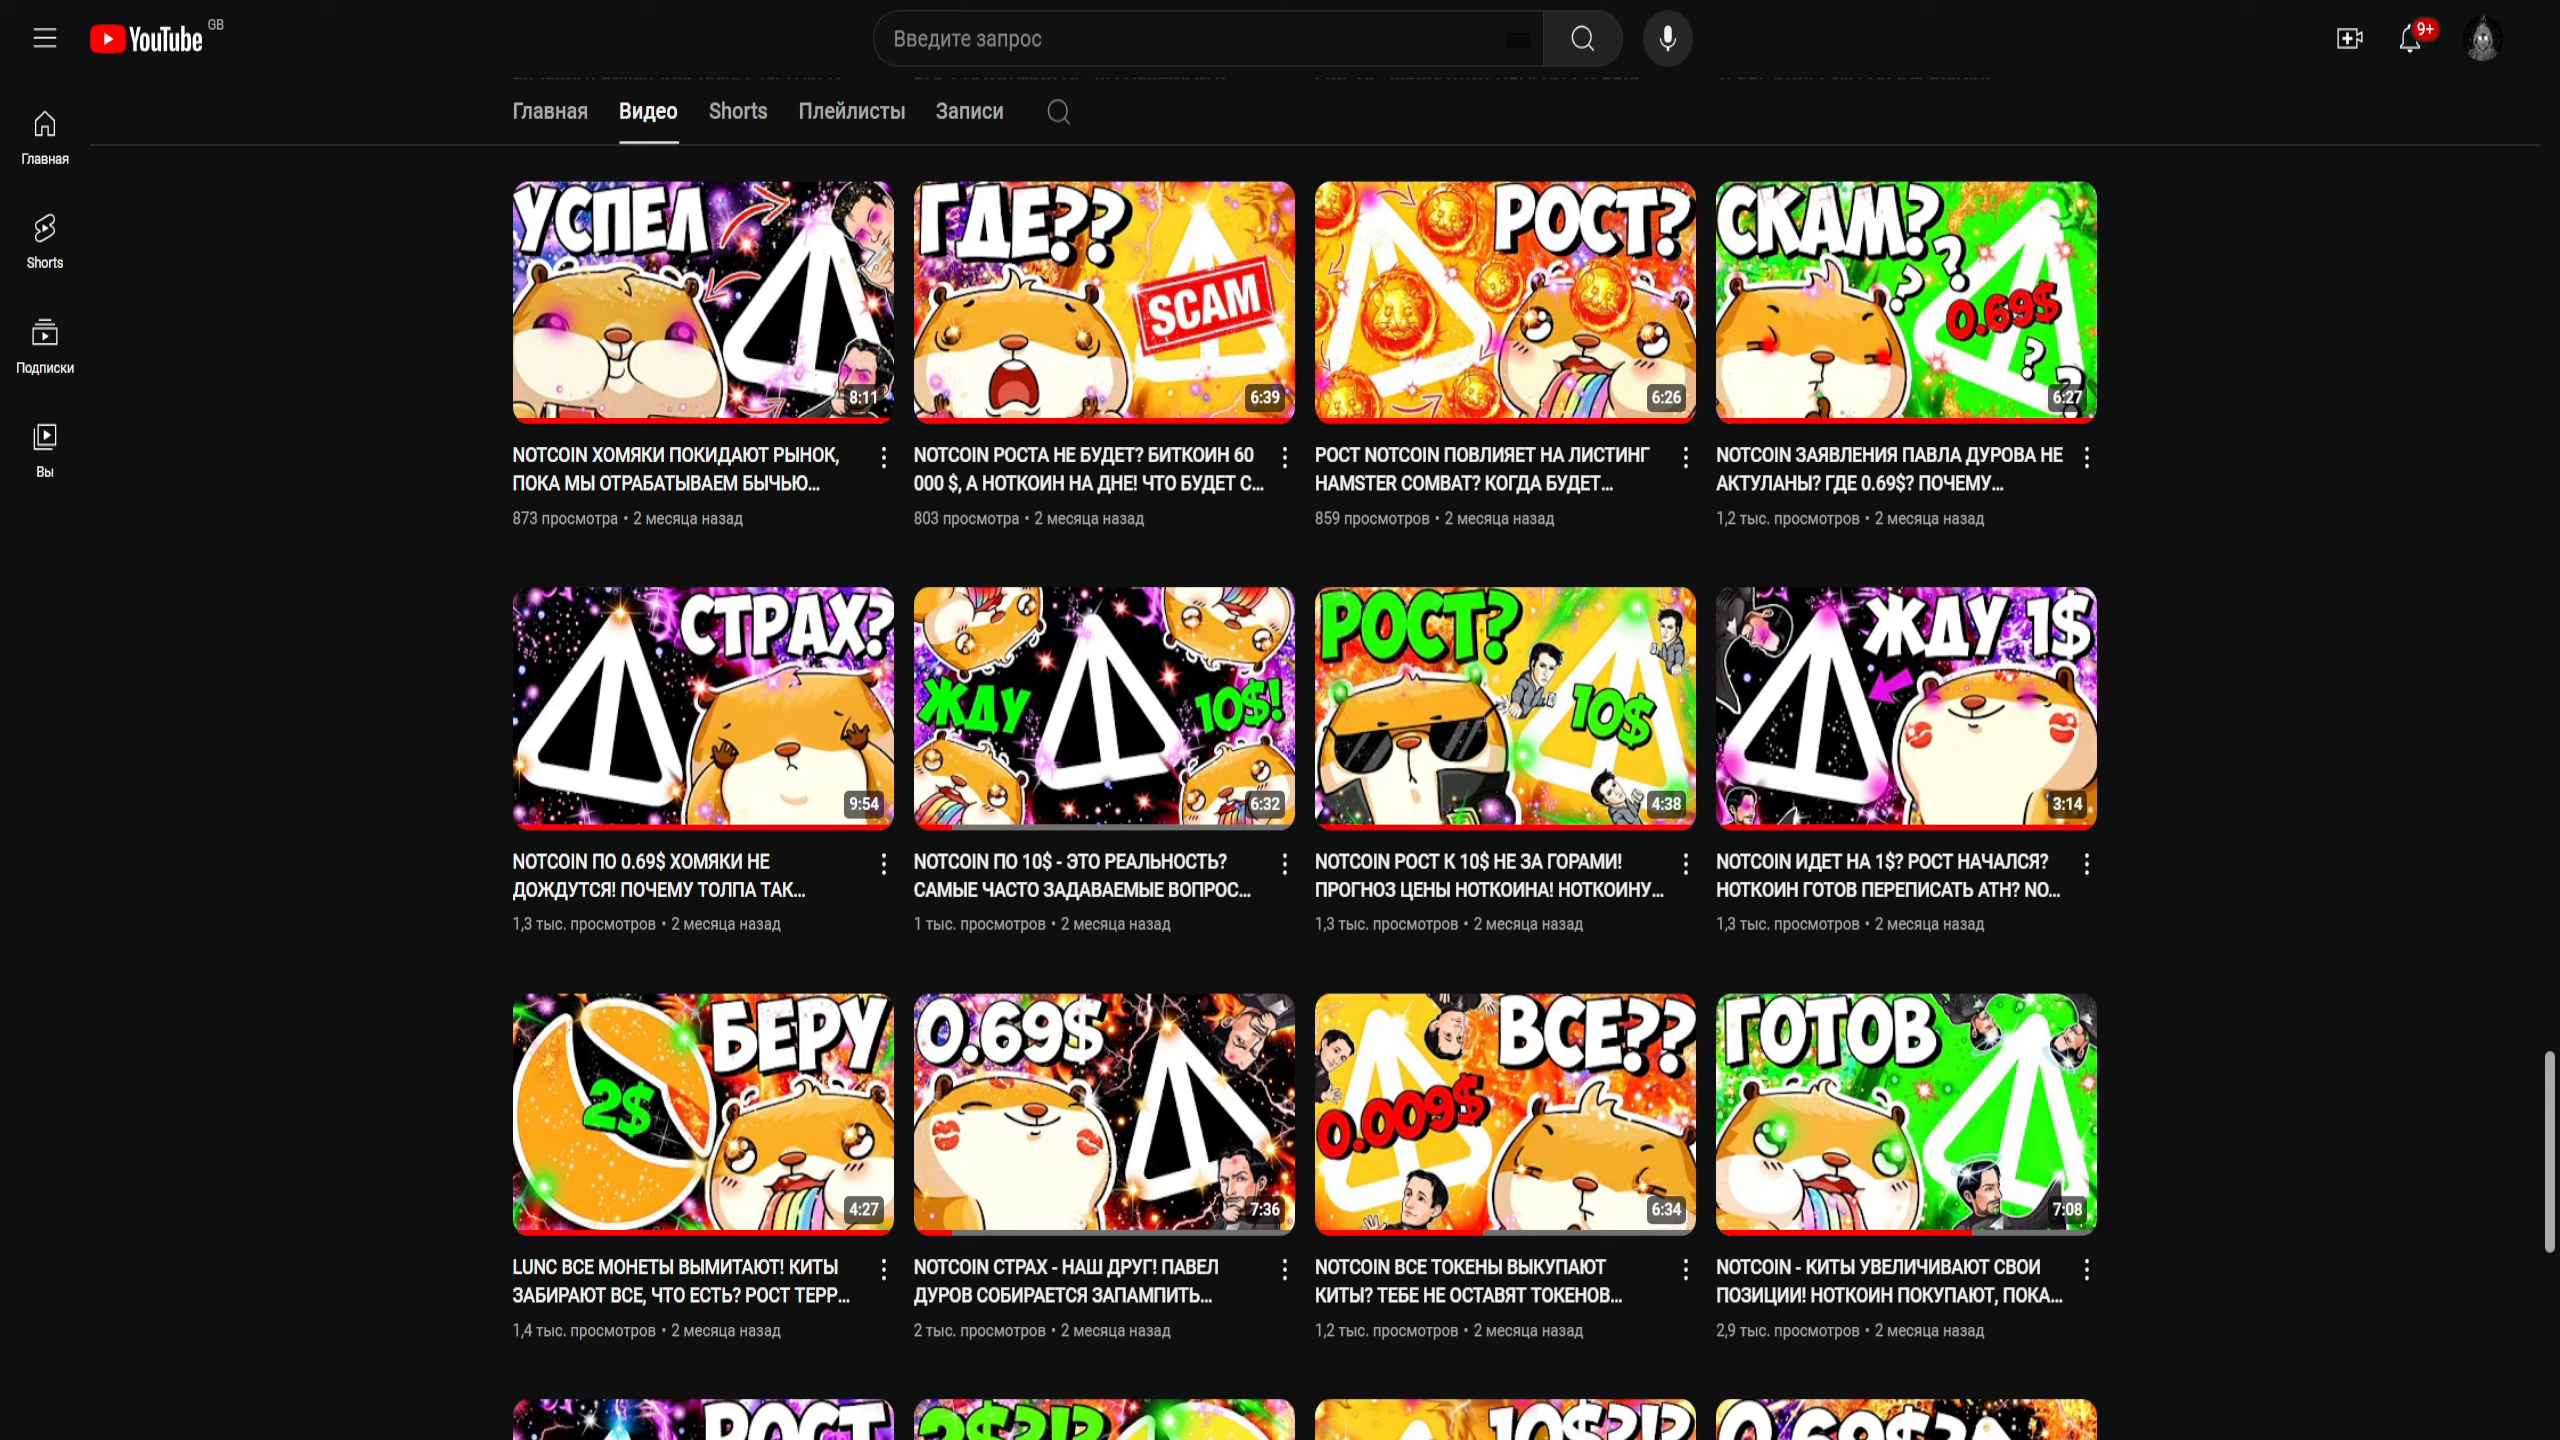 YouTube GB
Введите запрос
9+
Главная Видео Shorts Плейлисты Записи
Главная
Shorts
Подписки
Вы
УСПЕЛ
8:11
ГДЕ??
SCAM
6:39
РОСТ?
6:26
СКАМ?
? ?
0.69$
? ?
6:27
NOTCOIN ХОМЯКИ ПОКИДАЮТ РЫНОК,
ПОКА МЫ ОТРАБАТЫВАЕМ БЫЧЬЮ...
873 просмотра • 2 месяца назад
NOTCOIN РОСТА НЕ БУДЕТ? БИТКОИН 60
000 $, А НОТКОИН НА ДНЕ! ЧТО БУДЕТ С...
803 просмотра • 2 месяца назад
РОСТ NOTCOIN ПОВЛИЯЕТ НА ЛИСТИНГ
HAMSTER COMBAT? КОГДА БУДЕТ...
859 просмотров • 2 месяца назад
NOTCOIN ЗАЯВЛЕНИЯ ПАВЛА ДУРОВА НЕ
АКТУЛАНЫ? ГДЕ 0.69$? ПОЧЕМУ...
1,2 тыс. просмотров • 2 месяца назад
СТРАХ?
9:54
ЖДУ 10$!
6:32
РОСТ?
10$
4:38
ЖДУ 1$
3:14
NOTCOIN ПО 0.69$ ХОМЯКИ НЕ
ДОЖДУТСЯ! ПОЧЕМУ ТОЛПА ТАК...
1,3 тыс. просмотров • 2 месяца назад
NOTCOIN ПО 10$ - ЭТО РЕАЛЬНОСТЬ?
САМЫЕ ЧАСТО ЗАДАВАЕМЫЕ ВОПРОС...
1 тыс. просмотров • 2 месяца назад
NOTCOIN РОСТ К 10$ НЕ ЗА ГОРАМИ!
ПРОГНОЗ ЦЕНЫ НОТКОИНА! НОТКОИНУ...
1,3 тыс. просмотров • 2 месяца назад
NOTCOIN ИДЕТ НА 1$? РОСТ НАЧАЛСЯ?
НОТКОИН ГОТОВ ПЕРЕПИСАТЬ ATH? NO...
1,3 тыс. просмотров • 2 месяца назад
БЕРУ
2$
4:27
0.69$
7:36
ВСЕ??
0.009$
6:34
ГОТОВ
7:08
LUNC ВСЕ МОНЕТЫ ВЫМИТАЮТ! КИТЫ
ЗАБИРАЮТ ВСЕ, ЧТО ЕСТЬ? РОСТ ТЕРР...
1,4 тыс. просмотров • 2 месяца назад
NOTCOIN СТРАХ - НАШ ДРУГ! ПАВЕЛ
ДУРОВ СОБИРАЕТСЯ ЗАПАМПИТЬ...
2 тыс. просмотров • 2 месяца назад
NOTCOIN ВСЕ ТОКЕНЫ ВЫКУПАЮТ
КИТЫ? ТЕБЕ НЕ ОСТАВЯТ ТОКЕНОВ...
1,2 тыс. просмотров • 2 месяца назад
NOTCOIN - КИТЫ УВЕЛИЧИВАЮТ СВОИ
ПОЗИЦИИ! НОТКОИН ПОКУПАЮТ, ПОКА...
2,9 тыс. просмотров • 2 месяца назад
РОСТ
2$?!?
10$?!?
0.69$?